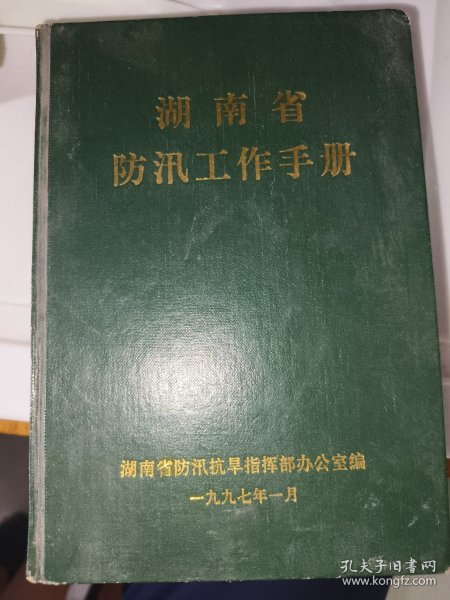 湖南省
防汛工作手册
湖南省防汛抗旱指挥部办公室编
一九九七年一月
孔夫子旧书网
www.kongfz.com